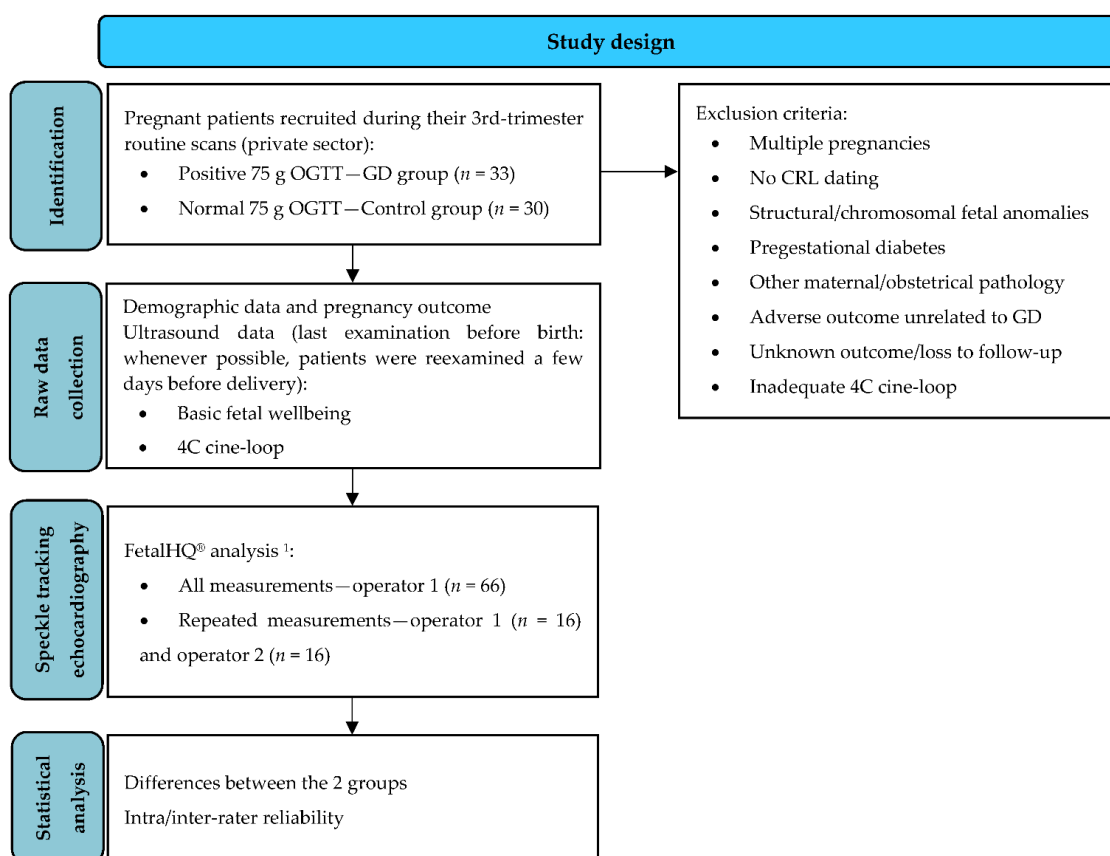 Study design
Identification
Pregnant patients recruited during their 3rd-trimester
routine scans (private sector):
• Positive 75 g OGTT—GD group (n = 33)
• Normal 75 g OGTT—Control group (n = 30)
Exclusion criteria:
• Multiple pregnancies
• No CRL dating
• Structural/chromosomal fetal anomalies
• Pregestational diabetes
• Other maternal/obstetrical pathology
• Adverse outcome unrelated to GD
• Unknown outcome/loss to follow-up
• Inadequate 4C cine-loop
Raw data
collection
Demographic data and pregnancy outcome
Ultrasound data (last examination before birth:
whenever possible, patients were reexamined a few
days before delivery):
• Basic fetal wellbeing
• 4C cine-loop
Speckle tracking
echocardiography
FetalHQ® analysis ¹:
• All measurements—operator 1 (n = 66)
• Repeated measurements—operator 1 (n = 16)
and operator 2 (n = 16)
Statistical
analysis
Differences between the 2 groups
Intra/inter-rater reliability